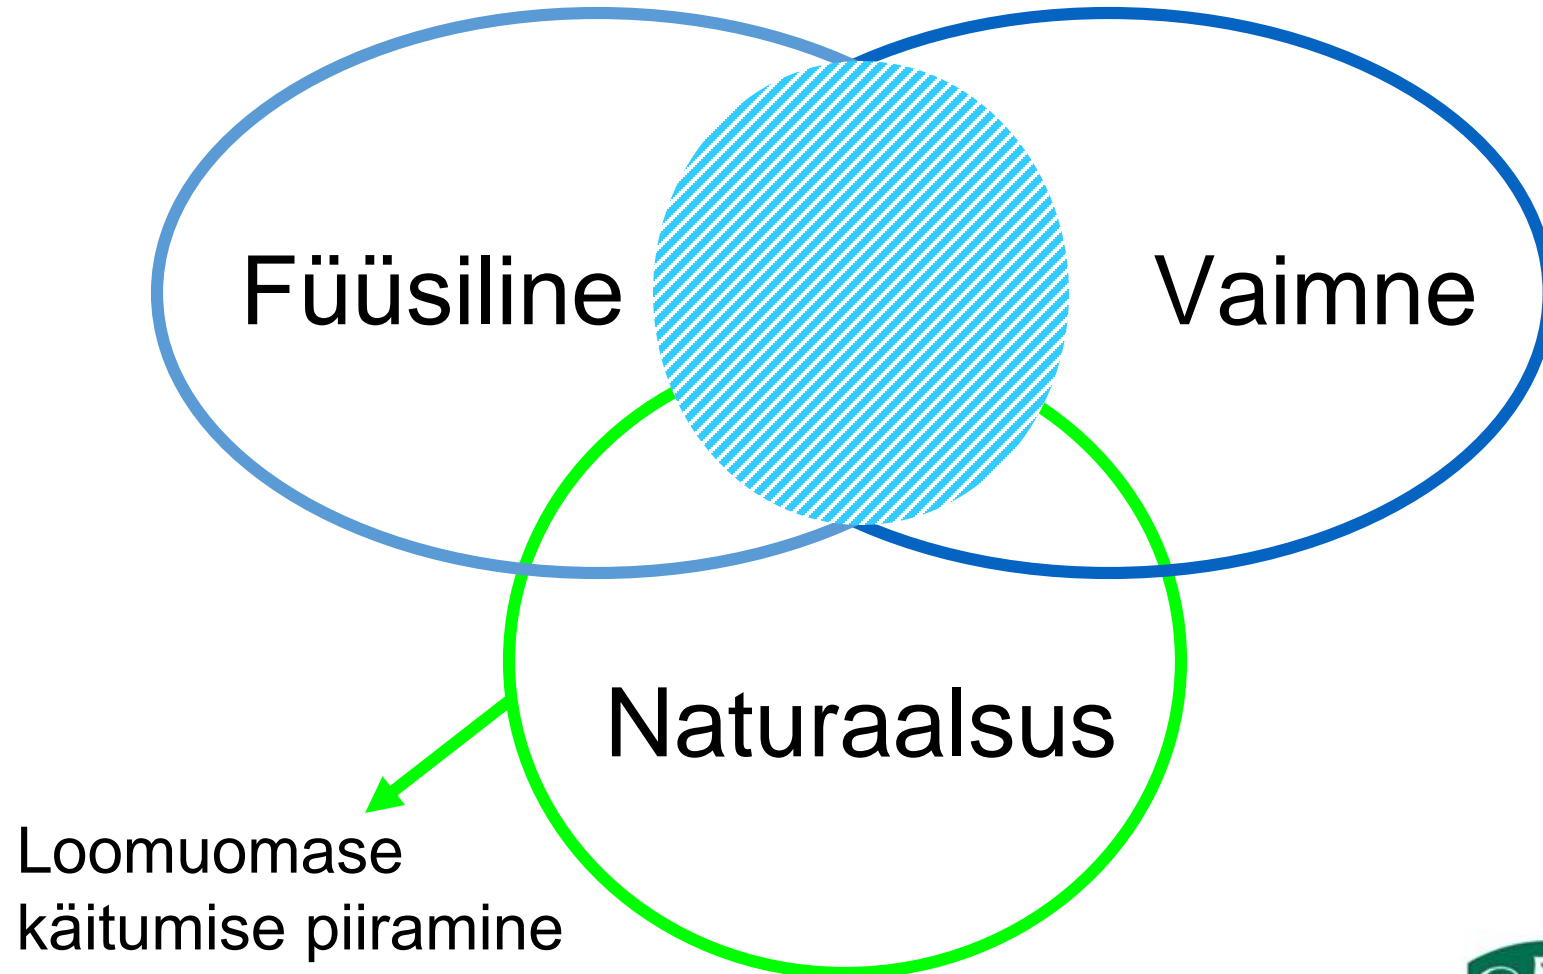 Füüsiline
Vaimne
Naturaalsus
Loomuomase
käitumise piiramine